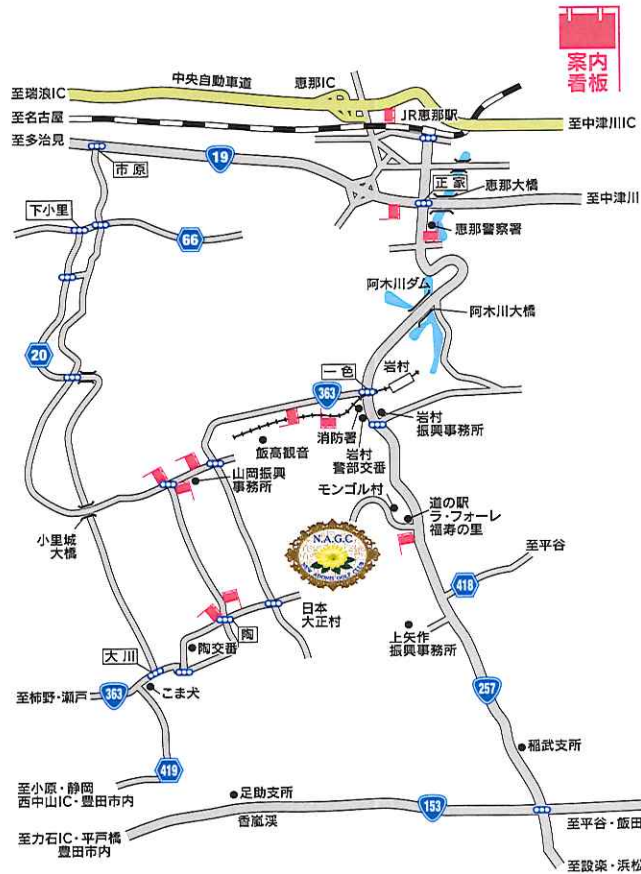 案内
看板
中央自動車道
恵那IC
至瑞浪IC
至名古屋
JR恵那駅
至中津川IC
至多治見
19
市原
正家
恵那大橋
至中津川
下小里
恵那警察署
66
阿木川ダム
阿木川大橋
20
一色
岩村
363
消防署
岩村
振興事務所
飯高観音
岩村
警部交番
山岡振興
事務所
モンゴル村
道の駅
ラ・フォーレ
福寿の里
小里城
大橋
N.A.G.C
NEW ADONIS GOLF CLUB
至平谷
418
日本
大正村
陶
上矢作
振興事務所
陶交番
大川
257
至柿野・瀬戸
363
こま犬
稲武支所
419
至小原・静岡
西中山IC・豊田市内
足助支所
153
香嵐渓
至平谷・飯田
至力石IC・平戸橋
豊田市内
至設楽・浜松